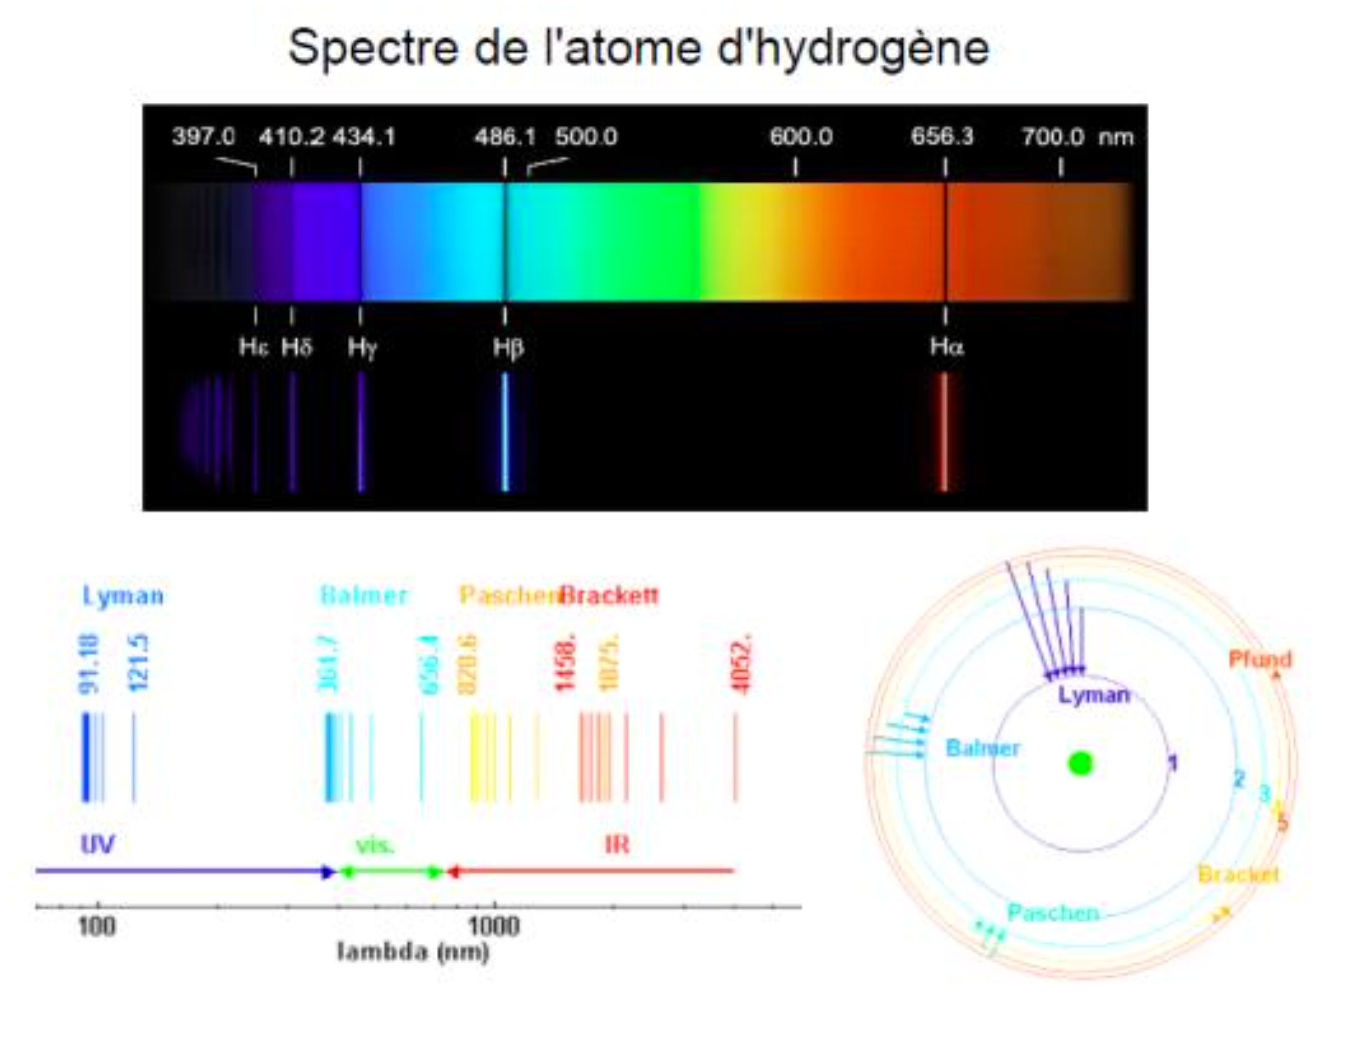 Spectre de l'atome d'hydrogène
397.0 410.2 434.1 486.1 500.0 600.0 656.3 700.0 nm
Hε Hδ Hγ Hβ Hα
Lyman Balmer Paschen Brackett
91.18 121.5 361.7 656.4 820.6 1458. 1875. 4052.
UV vis. IR
100 1000
lambda (nm)
Pfund
Lyman
Balmer
1
2
3
5
Bracket
Paschen